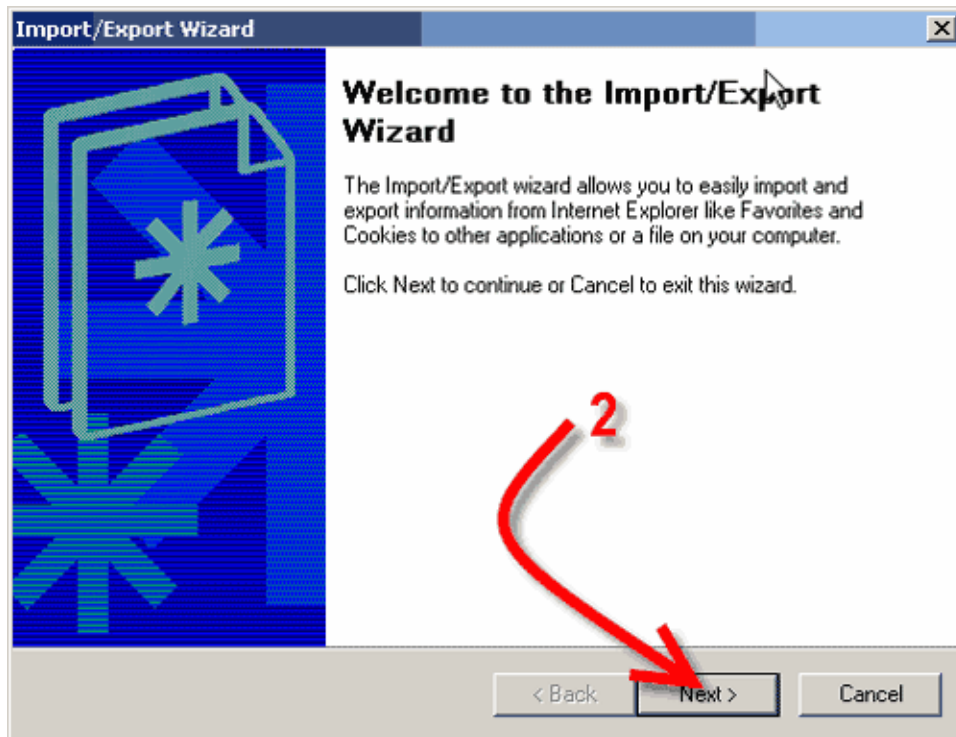 Import/Export Wizard
Welcome to the Import/Export
Wizard
The Import/Export wizard allows you to easily import and
export information from Internet Explorer like Favorites and
Cookies to other applications or a file on your computer.
Click Next to continue or Cancel to exit this wizard.
2
< Back
Next >
Cancel